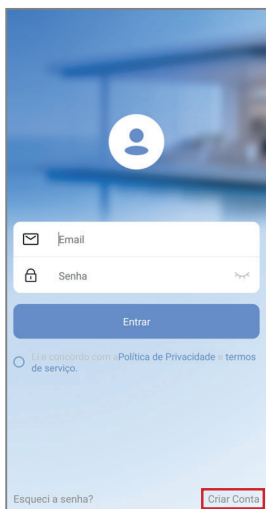 Email
Senha
Entrar
Li e concordo com a Política de Privacidade e termos
de serviço.
Esqueci a senha?
Criar Conta